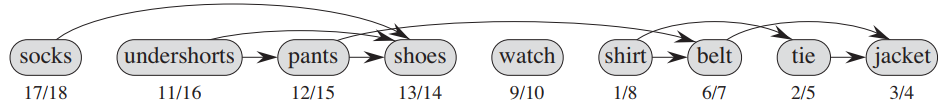 socks undershorts pants shoes watch shirt belt tie jacket
17/18 11/16 12/15 13/14 9/10 1/8 6/7 2/5 3/4